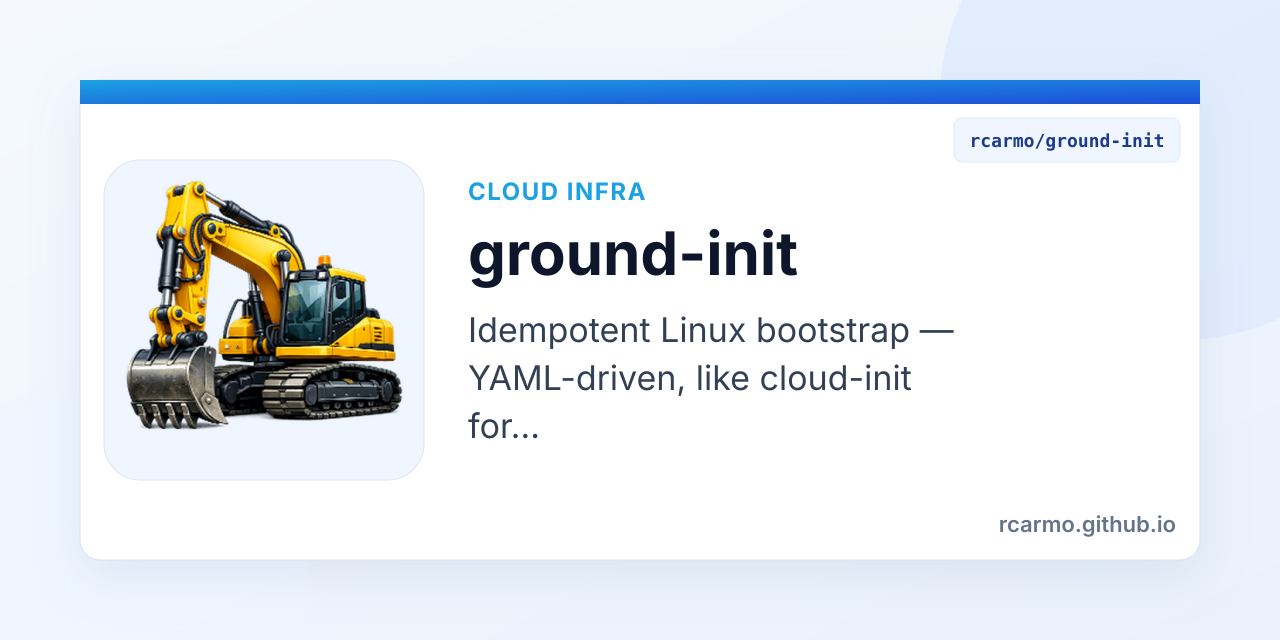 rcarmo/ground-init
CLOUD INFRA
ground-init
Idempotent Linux bootstrap —
YAML-driven, like cloud-init
for...
rcarmo.github.io